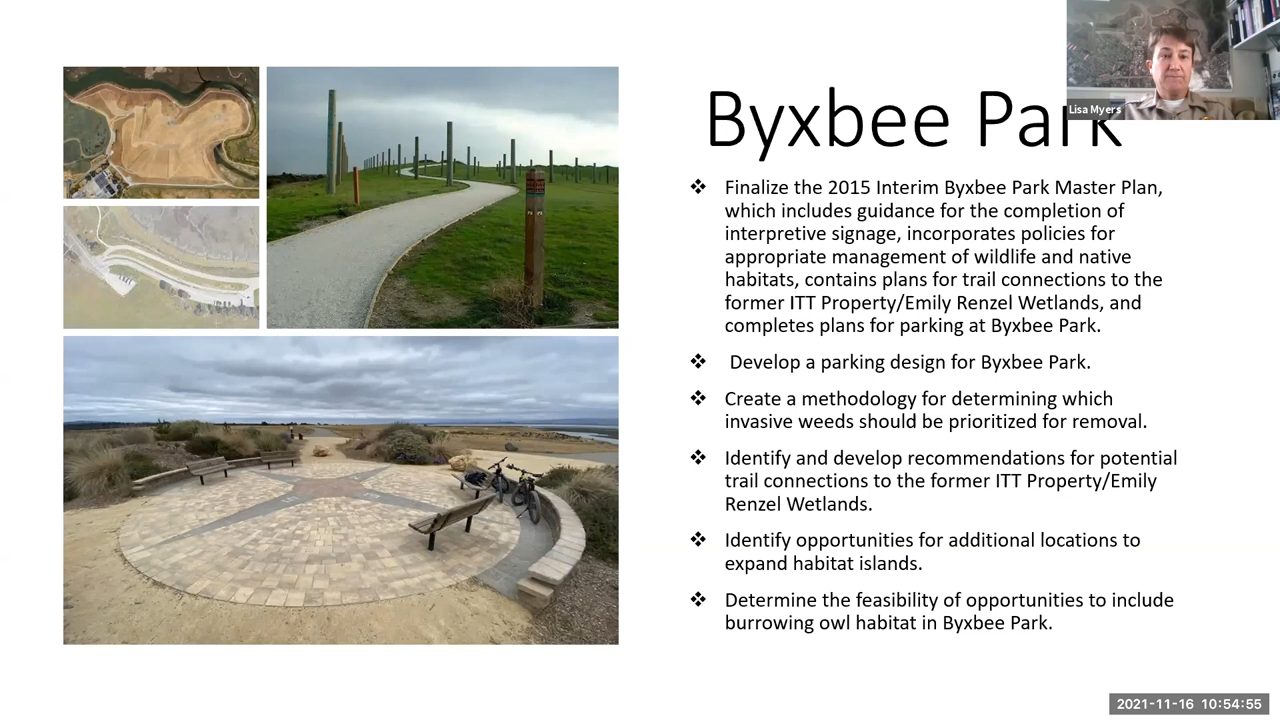 Lisa Myers
Byxbee Park
❖ Finalize the 2015 Interim Byxbee Park Master Plan,
which includes guidance for the completion of
interpretive signage, incorporates policies for
appropriate management of wildlife and native
habitats, contains plans for trail connections to the
former ITT Property/Emily Renzel Wetlands, and
completes plans for parking at Byxbee Park.
❖ Develop a parking design for Byxbee Park.
❖ Create a methodology for determining which
invasive weeds should be prioritized for removal.
❖ Identify and develop recommendations for potential
trail connections to the former ITT Property/Emily
Renzel Wetlands.
❖ Identify opportunities for additional locations to
expand habitat islands.
❖ Determine the feasibility of opportunities to include
burrowing owl habitat in Byxbee Park.
2021-11-16 10:54:55